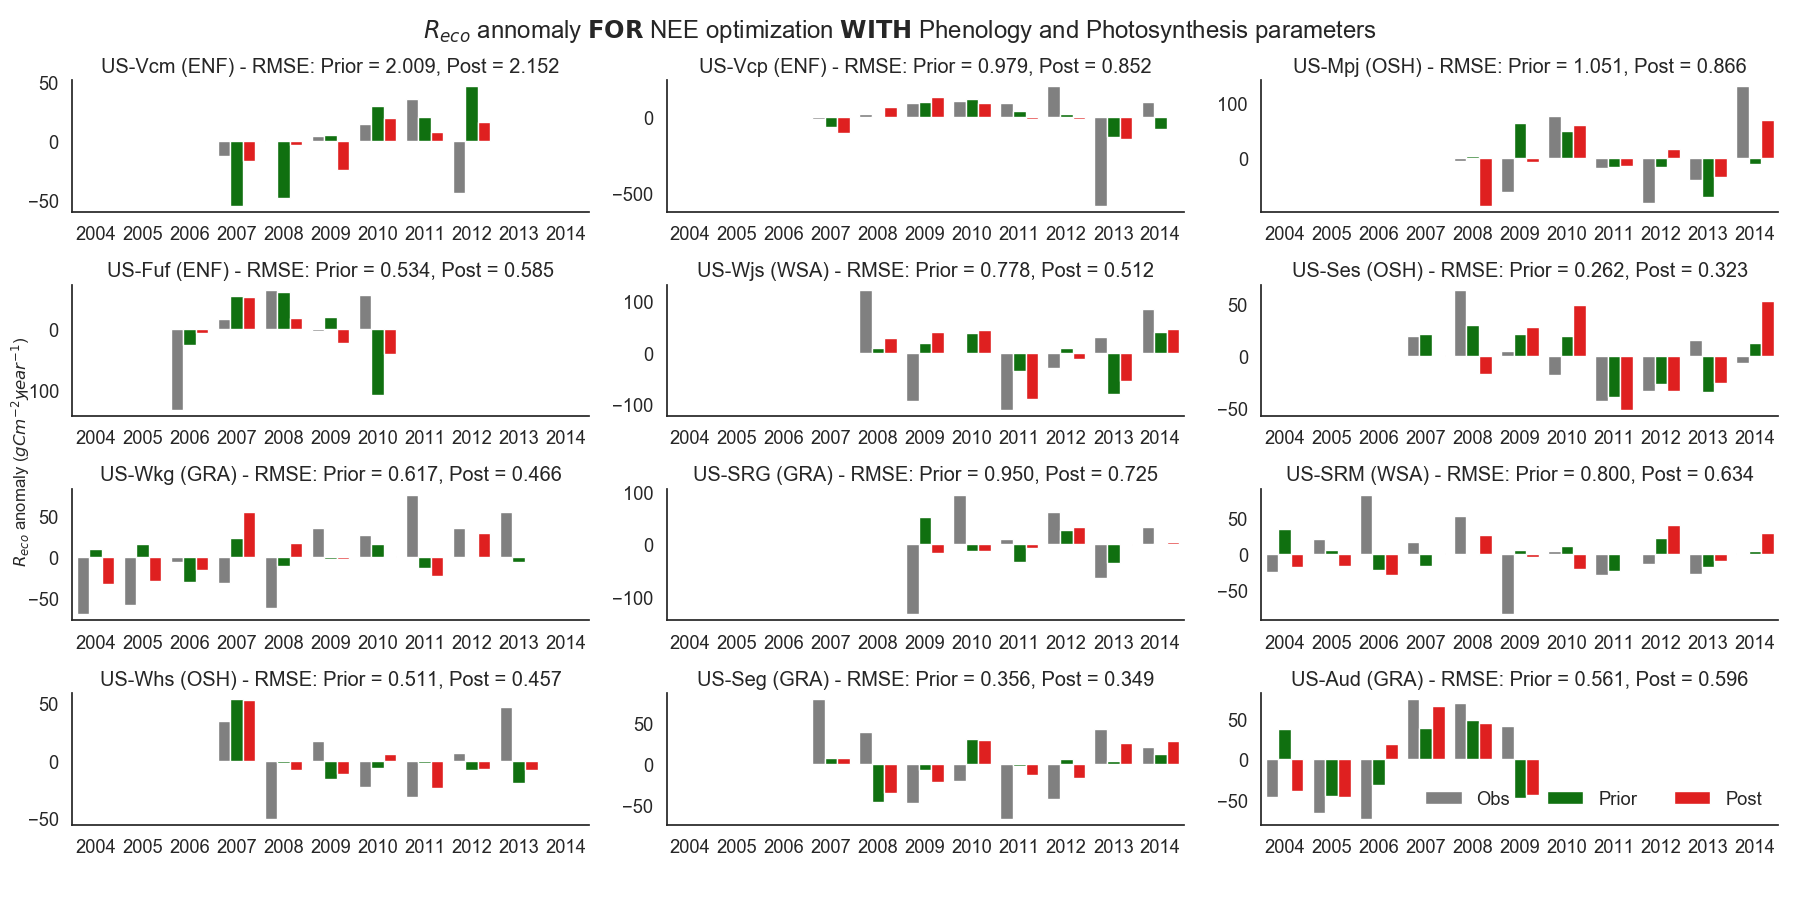 R_eco annomaly FOR NEE optimization WITH Phenology and Photosynthesis parameters
R_eco anomaly (gCm⁻²year⁻¹)
US-Vcm (ENF) - RMSE: Prior = 2.009, Post = 2.152
50
0
−50
2004 2005 2006 2007 2008 2009 2010 2011 2012 2013 2014
US-Vcp (ENF) - RMSE: Prior = 0.979, Post = 0.852
0
−500
2004 2005 2006 2007 2008 2009 2010 2011 2012 2013 2014
US-Mpj (OSH) - RMSE: Prior = 1.051, Post = 0.866
100
0
2004 2005 2006 2007 2008 2009 2010 2011 2012 2013 2014
US-Fuf (ENF) - RMSE: Prior = 0.534, Post = 0.585
0
100
2004 2005 2006 2007 2008 2009 2010 2011 2012 2013 2014
US-Wjs (WSA) - RMSE: Prior = 0.778, Post = 0.512
100
0
−100
2004 2005 2006 2007 2008 2009 2010 2011 2012 2013 2014
US-Ses (OSH) - RMSE: Prior = 0.262, Post = 0.323
50
0
−50
2004 2005 2006 2007 2008 2009 2010 2011 2012 2013 2014
US-Wkg (GRA) - RMSE: Prior = 0.617, Post = 0.466
50
0
−50
2004 2005 2006 2007 2008 2009 2010 2011 2012 2013 2014
US-SRG (GRA) - RMSE: Prior = 0.950, Post = 0.725
100
0
−100
2004 2005 2006 2007 2008 2009 2010 2011 2012 2013 2014
US-SRM (WSA) - RMSE: Prior = 0.800, Post = 0.634
50
0
−50
2004 2005 2006 2007 2008 2009 2010 2011 2012 2013 2014
US-Whs (OSH) - RMSE: Prior = 0.511, Post = 0.457
50
0
−50
2004 2005 2006 2007 2008 2009 2010 2011 2012 2013 2014
US-Seg (GRA) - RMSE: Prior = 0.356, Post = 0.349
50
0
−50
2004 2005 2006 2007 2008 2009 2010 2011 2012 2013 2014
US-Aud (GRA) - RMSE: Prior = 0.561, Post = 0.596
50
0
−50
Obs Prior Post
2004 2005 2006 2007 2008 2009 2010 2011 2012 2013 2014